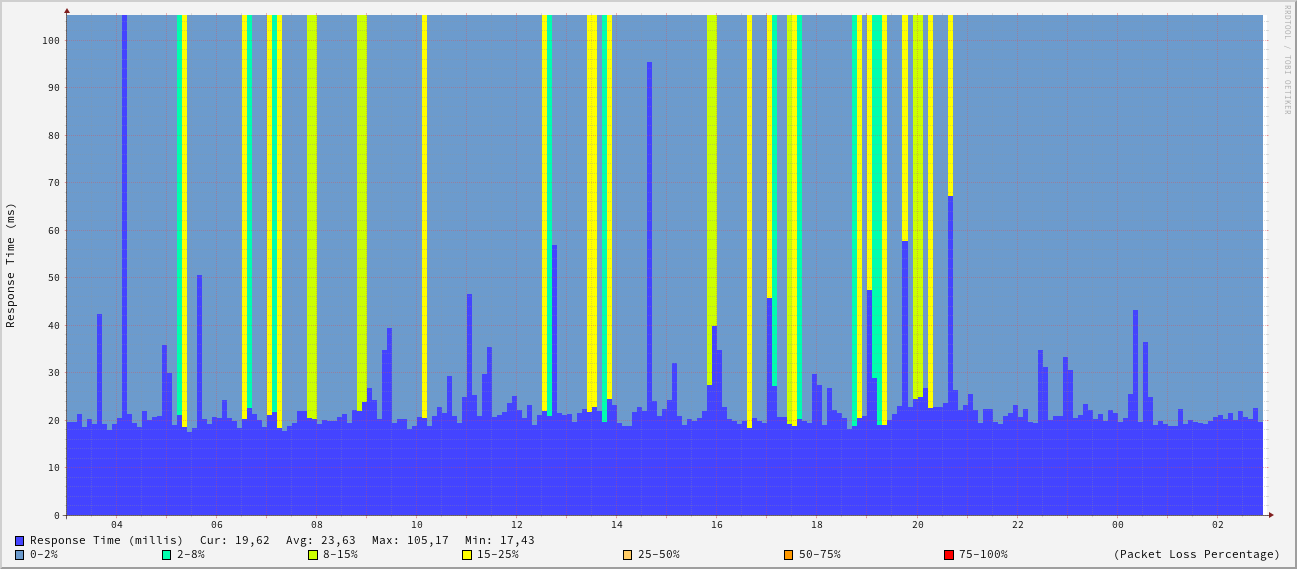 RRDTOOL / TOBI OETIKER
Response Time (ms)
100
90
80
70
60
50
40
30
20
10
0
04 06 08 10 12 14 16 18 20 22 00 02
Response Time (millis) Cur: 19,62 Avg: 23,63 Max: 105,17 Min: 17,43
0-2% 2-8% 8-15% 15-25% 25-50% 50-75% 75-100% (Packet Loss Percentage)